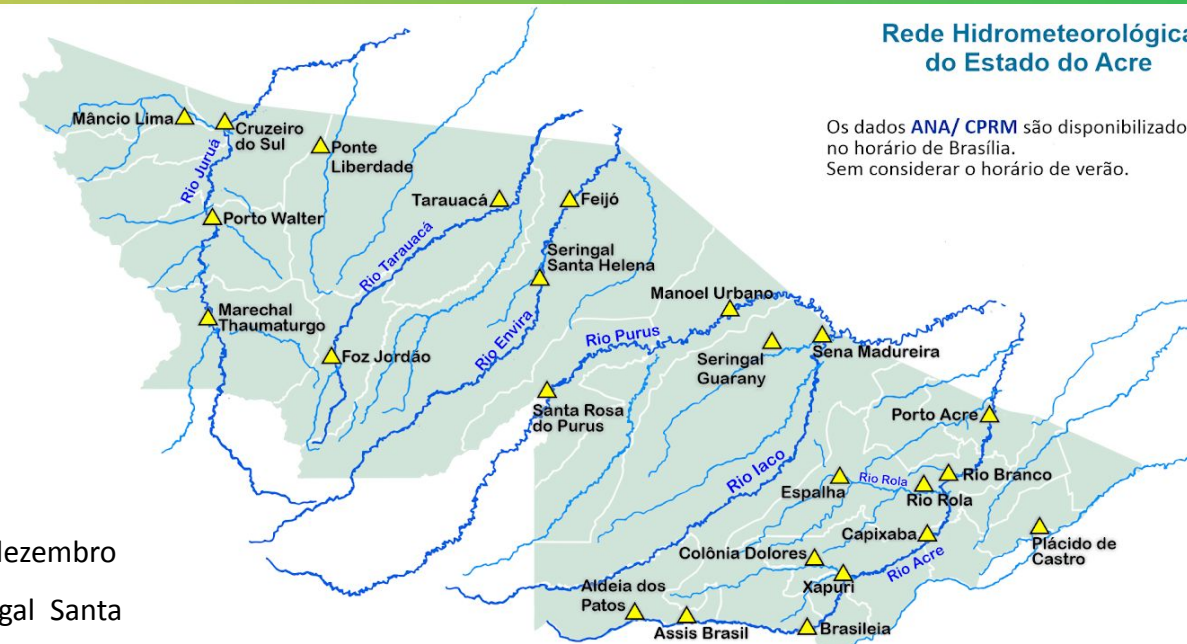 Rede Hidrometeorológica
do Estado do Acre
Os dados ANA/ CPRM são disponibilizado
no horário de Brasília.
Sem considerar o horário de verão.
Mâncio Lima
Cruzeiro
do Sul
Ponte
Liberdade
Rio Juruá
Porto Walter
Tarauacá
Feijó
Rio Tarauacá
Seringal
Santa Helena
Marechal
Thaumaturgo
Foz Jordão
Rio Envira
Manoel Urbano
Rio Purus
Seringal
Guarany
Sena Madureira
Santa Rosa
do Purus
Porto Acre
Rio Iaco
Espalha
Rio Rola
Rio Rola
Rio Branco
Capixaba
Plácido de
Castro
Colônia Dolores
Rio Acre
Xapuri
Aldeia dos
Patos
Assis Brasil
Brasileia
dezembro
gal Santa